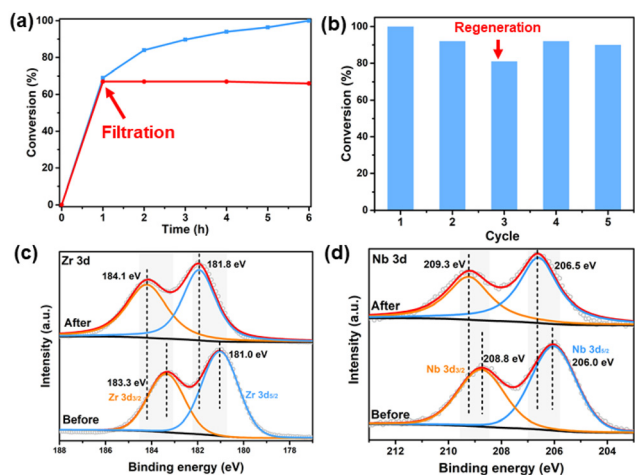 (a)
100
80
60
40
20
0
Conversion (%)
Filtration
0 1 2 3 4 5 6
Time (h)
(b)
100
80
60
40
20
0
Conversion (%)
Regeneration
1 2 3 4 5
Cycle
(c)
Zr 3d
184.1 eV
181.8 eV
After
183.3 eV
181.0 eV
Zr 3d3/2
Zr 3d5/2
Before
Intensity (a.u.)
188 186 184 182 180 178
Binding energy (eV)
(d)
Nb 3d
209.3 eV
206.5 eV
After
Nb 3d3/2
208.8 eV
Nb 3d5/2
206.0 eV
Before
Intensity (a.u.)
212 210 208 206 204
Binding energy (eV)